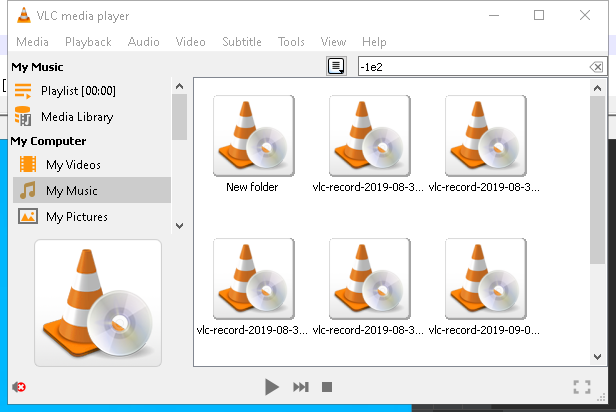 VLC media player
Media Playback Audio Video Subtitle Tools View Help
My Music
-1e2
Playlist [00:00]
Media Library
My Computer
My Videos
My Music
My Pictures
New folder
vlc-record-2019-08-3...
vlc-record-2019-08-3...
vlc-record-2019-08-3...
vlc-record-2019-08-3...
vlc-record-2019-09-0...